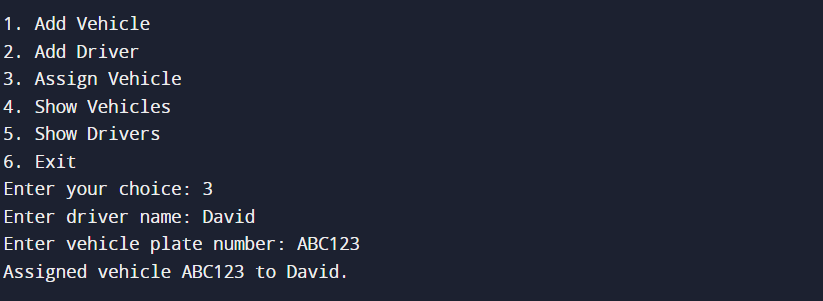 1. Add Vehicle
2. Add Driver
3. Assign Vehicle
4. Show Vehicles
5. Show Drivers
6. Exit
Enter your choice: 3
Enter driver name: David
Enter vehicle plate number: ABC123
Assigned vehicle ABC123 to David.